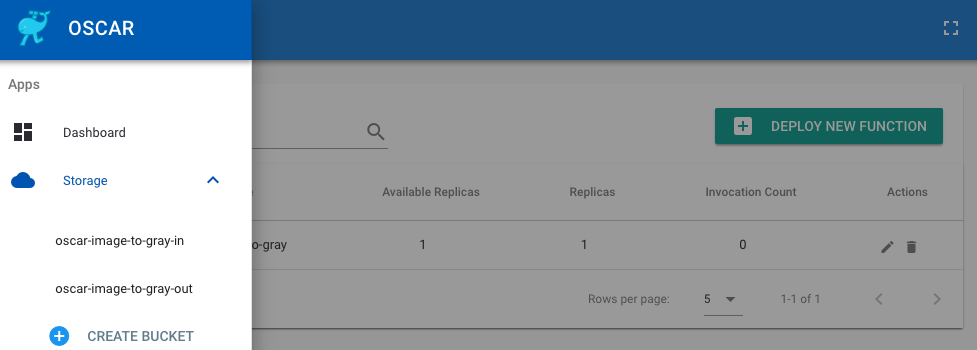 OSCAR
Apps
Dashboard
Storage
oscar-image-to-gray-in
oscar-image-to-gray-out
CREATE BUCKET
DEPLOY NEW FUNCTION
Available Replicas Replicas Invocation Count Actions
o-gray 1 1 0
Rows per page: 5 1-1 of 1